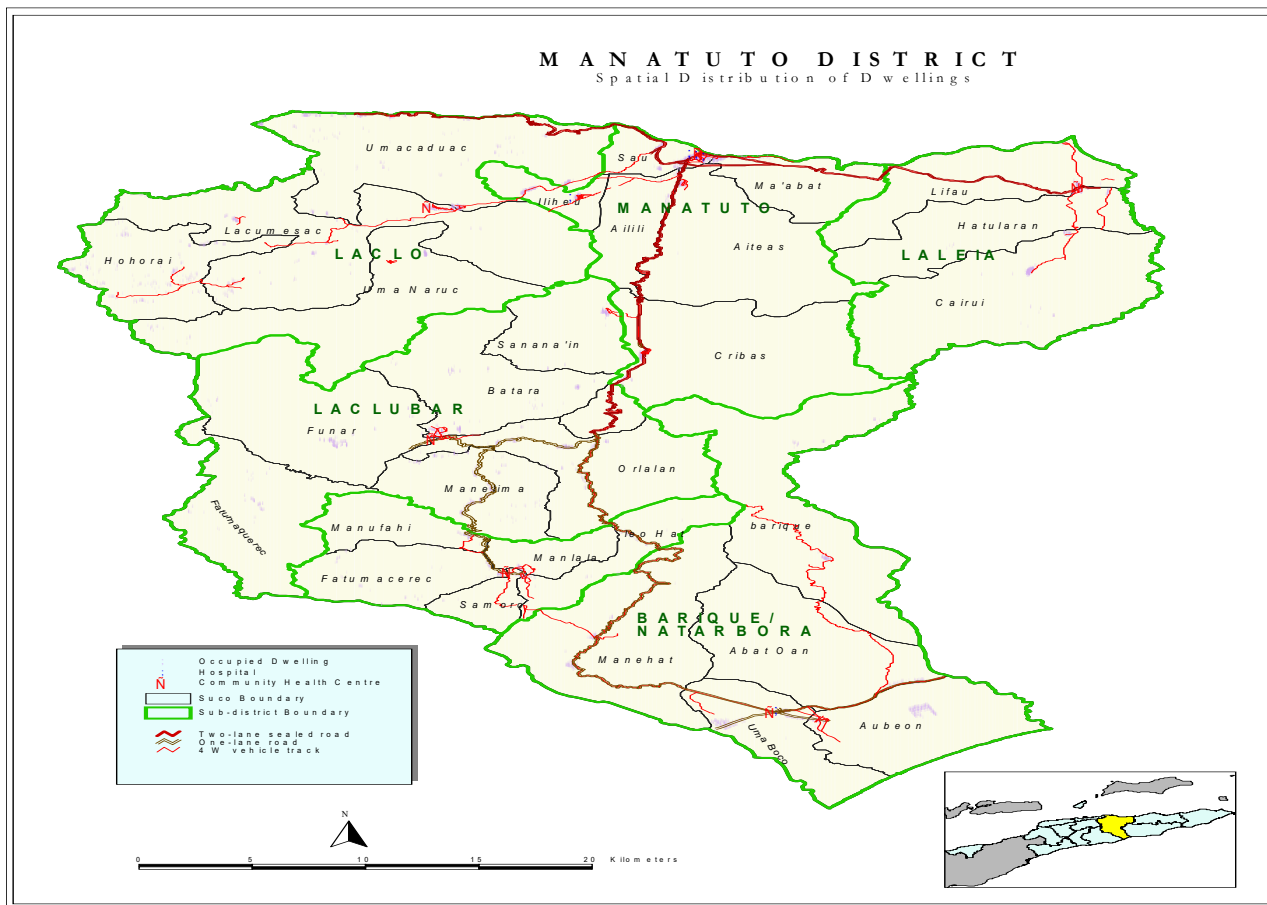 MANATUTO DISTRICT
Spatial Distribution of Dwellings
Umacaduac
Sau
Ma'abat
Lifau
Iliheu
MANATUTO
Hatularan
Lacumesac
Ailili
Aiteas
Hohorai
LACLO
LALEIA
Uma Naruc
Cairui
Sanana'in
Cribas
Batara
LACLUBAR
Funar
Orlalan
Manelima
Fatumaquerec
Manufahi
barique
Manlala
Fatumacerec
Samoro
BARIQUE/
NATARBORA
Manehat
Abat Oan
Uma Boco
Aubeon
N
N
N
N
Occupied Dwelling
Hospital
N Community Health Centre
Suco Boundary
Sub-district Boundary
Two-lane sealed road
One-lane road
4W vehicle track
N
0 5 10 15 20 Kilometers